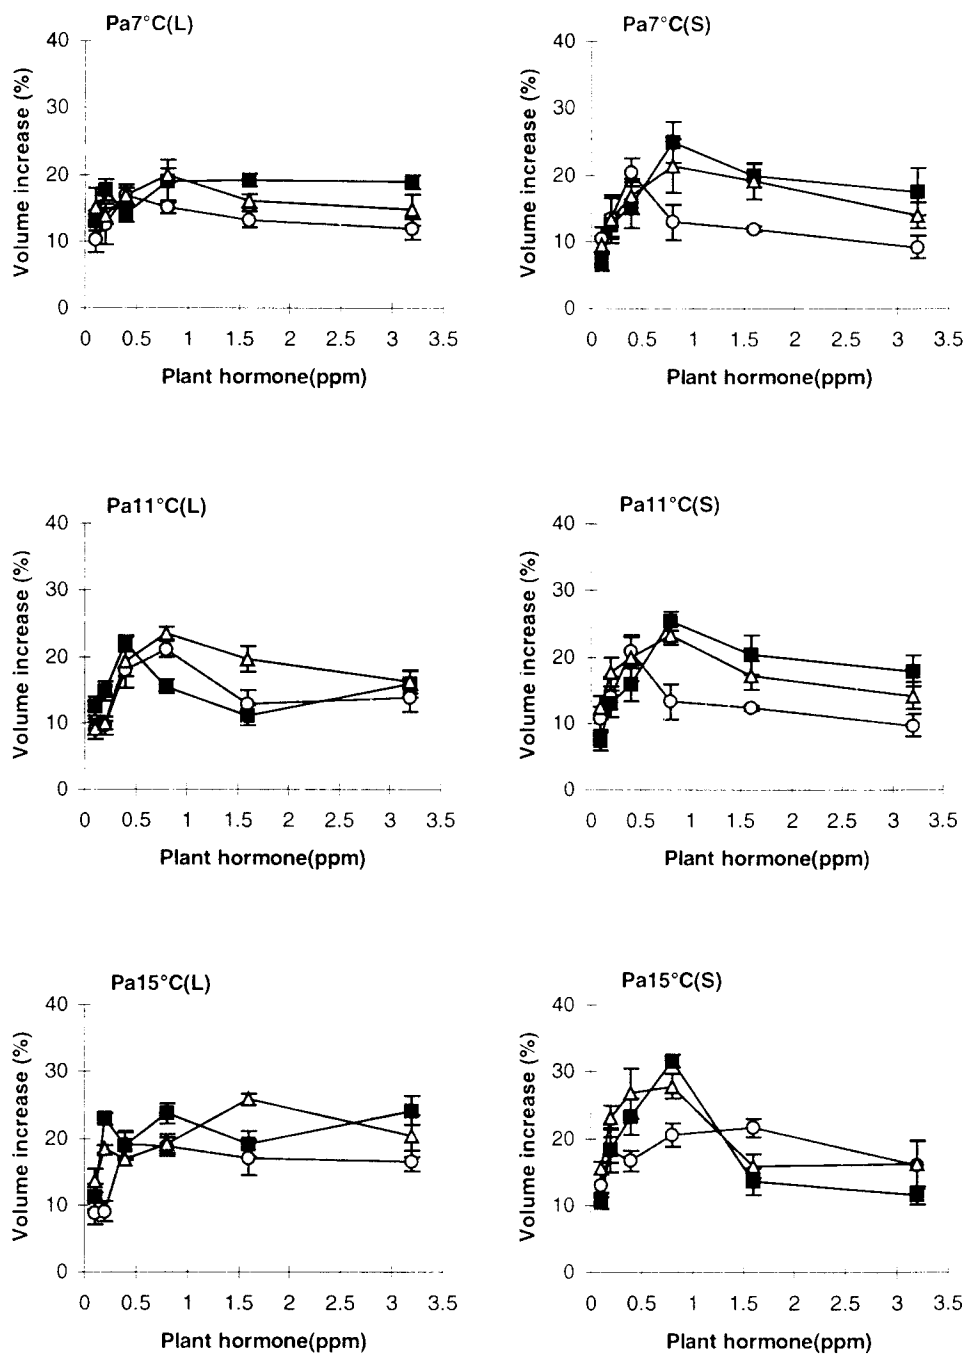 Pa7°C(L)
Volume increase (%)
40
30
20
10
0
0 0.5 1 1.5 2 2.5 3 3.5
Plant hormone(ppm)
Pa7°C(S)
Volume increase (%)
40
30
20
10
0
0 0.5 1 1.5 2 2.5 3 3.5
Plant hormone(ppm)
Pa11°C(L)
Volume increase (%)
40
30
20
10
0
0 0.5 1 1.5 2 2.5 3 3.5
Plant hormone(ppm)
Pa11°C(S)
Volume increase (%)
40
30
20
10
0
0 0.5 1 1.5 2 2.5 3 3.5
Plant hormone(ppm)
Pa15°C(L)
Volume increase (%)
40
30
20
10
0
0 0.5 1 1.5 2 2.5 3 3.5
Plant hormone(ppm)
Pa15°C(S)
Volume increase (%)
40
30
20
10
0
0 0.5 1 1.5 2 2.5 3 3.5
Plant hormone(ppm)